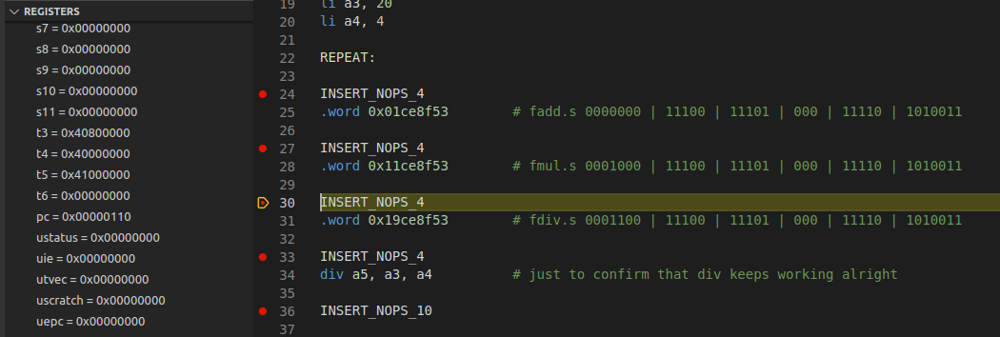 REGISTERS
s7 = 0x00000000
s8 = 0x00000000
s9 = 0x00000000
s10 = 0x00000000
s11 = 0x00000000
t3 = 0x40800000
t4 = 0x40000000
t5 = 0x41000000
t6 = 0x00000000
pc = 0x00000110
ustatus = 0x00000000
uie = 0x00000000
utvec = 0x00000000
uscratch = 0x00000000
uepc = 0x00000000
19 li a3, 20
20 li a4, 4
21
22 REPEAT:
23
24 INSERT_NOPS_4
25 .word 0x01ce8f53 # fadd.s 0000000 | 11100 | 11101 | 000 | 11110 | 1010011
26
27 INSERT_NOPS_4
28 .word 0x11ce8f53 # fmul.s 0001000 | 11100 | 11101 | 000 | 11110 | 1010011
29
30 INSERT_NOPS_4
31 .word 0x19ce8f53 # fdiv.s 0001100 | 11100 | 11101 | 000 | 11110 | 1010011
32
33 INSERT_NOPS_4
34 div a5, a3, a4 # just to confirm that div keeps working alright
35
36 INSERT_NOPS_10
37